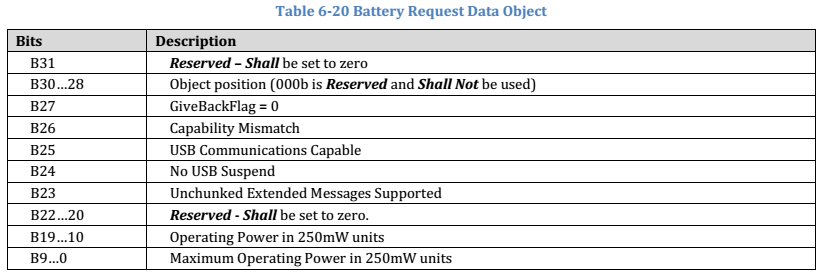 Table 6-20 Battery Request Data Object
Bits Description
B31 Reserved – Shall be set to zero
B30…28 Object position (000b is Reserved and Shall Not be used)
B27 GiveBackFlag = 0
B26 Capability Mismatch
B25 USB Communications Capable
B24 No USB Suspend
B23 Unchunked Extended Messages Supported
B22…20 Reserved - Shall be set to zero.
B19…10 Operating Power in 250mW units
B9…0 Maximum Operating Power in 250mW units